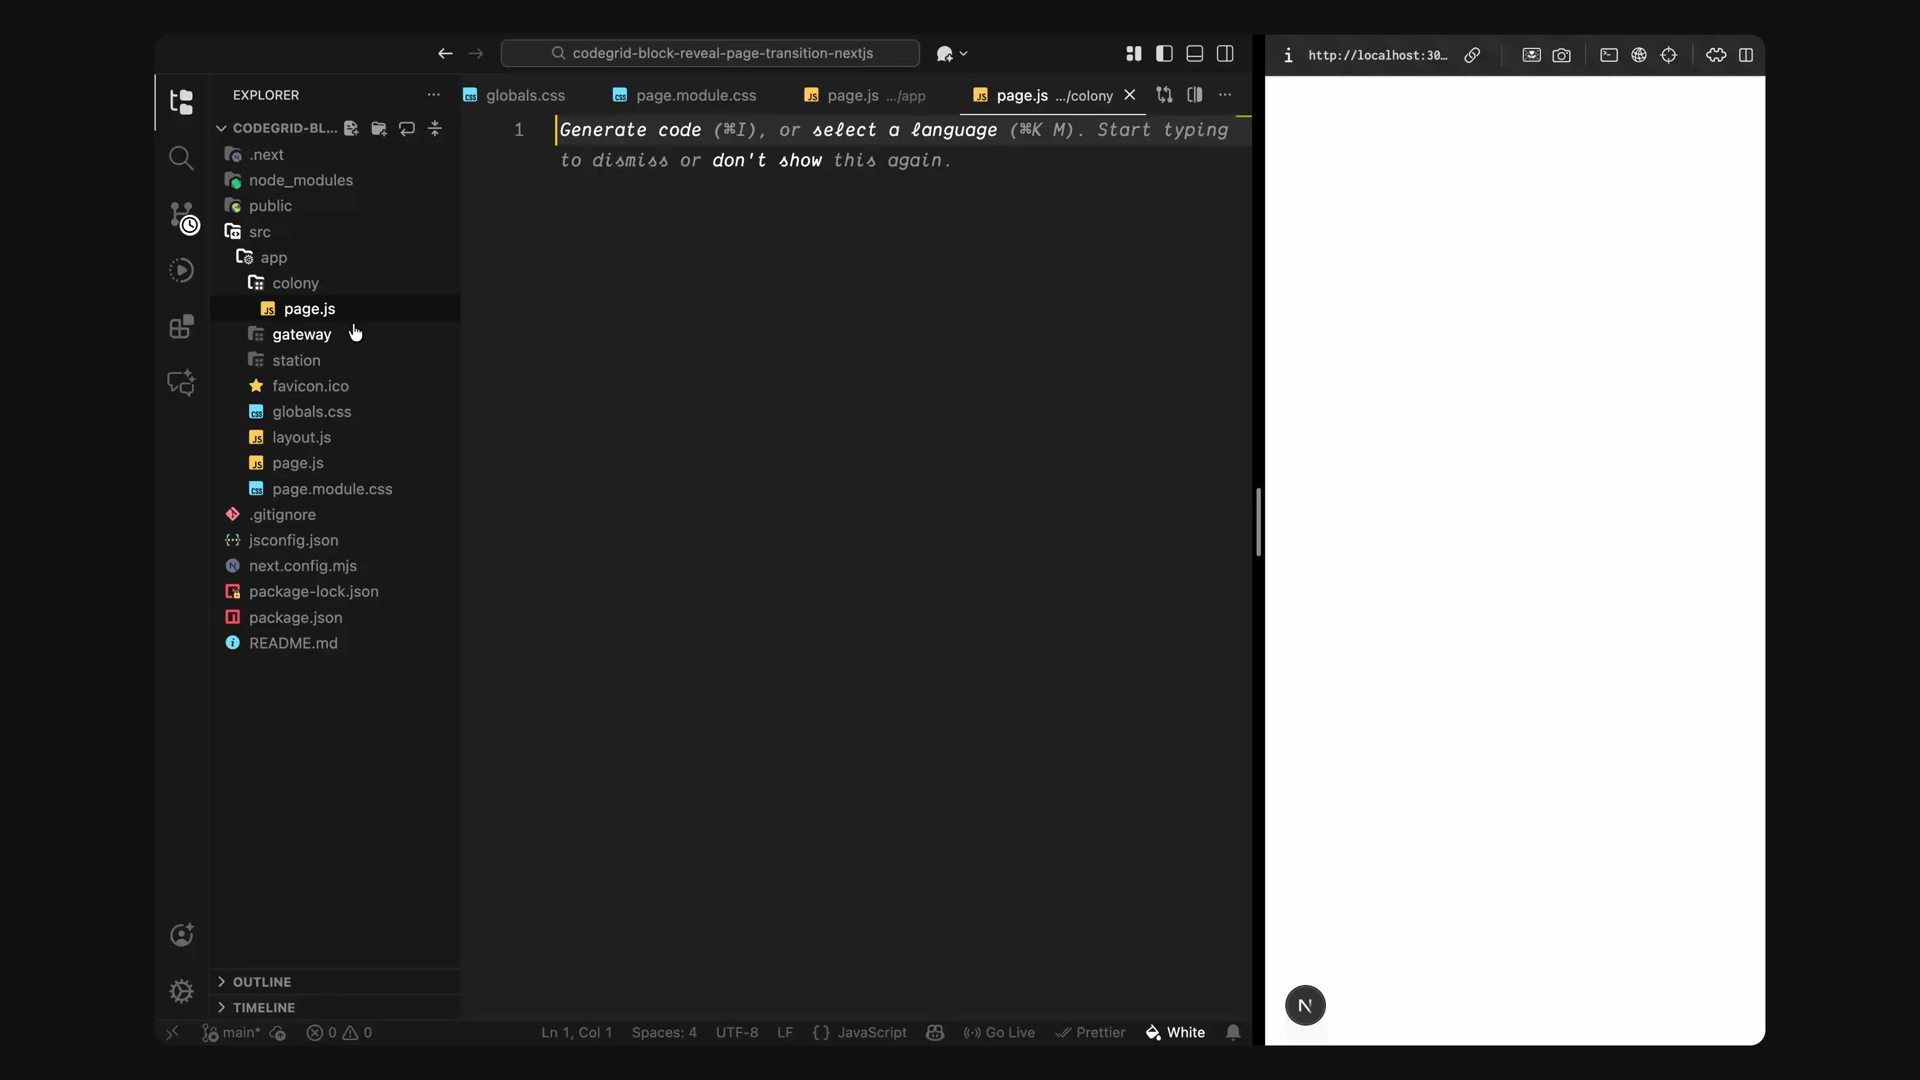 codegrid-block-reveal-page-transition-nextjs
http://localhost:30…
EXPLORER
globals.css
page.module.css
page.js …/app
page.js …/colony
CODEGRID-BL…
1
Generate code (⌘I), or select a language (⌘K M). Start typing
to dismiss or don't show this again.
.next
node_modules
public
src
app
colony
page.js
gateway
station
favicon.ico
globals.css
layout.js
page.js
page.module.css
.gitignore
jsconfig.json
next.config.mjs
package-lock.json
package.json
README.md
OUTLINE
TIMELINE
N
main*
0
0
Ln 1, Col 1
Spaces: 4
UTF-8
LF
{} JavaScript
Go Live
Prettier
White